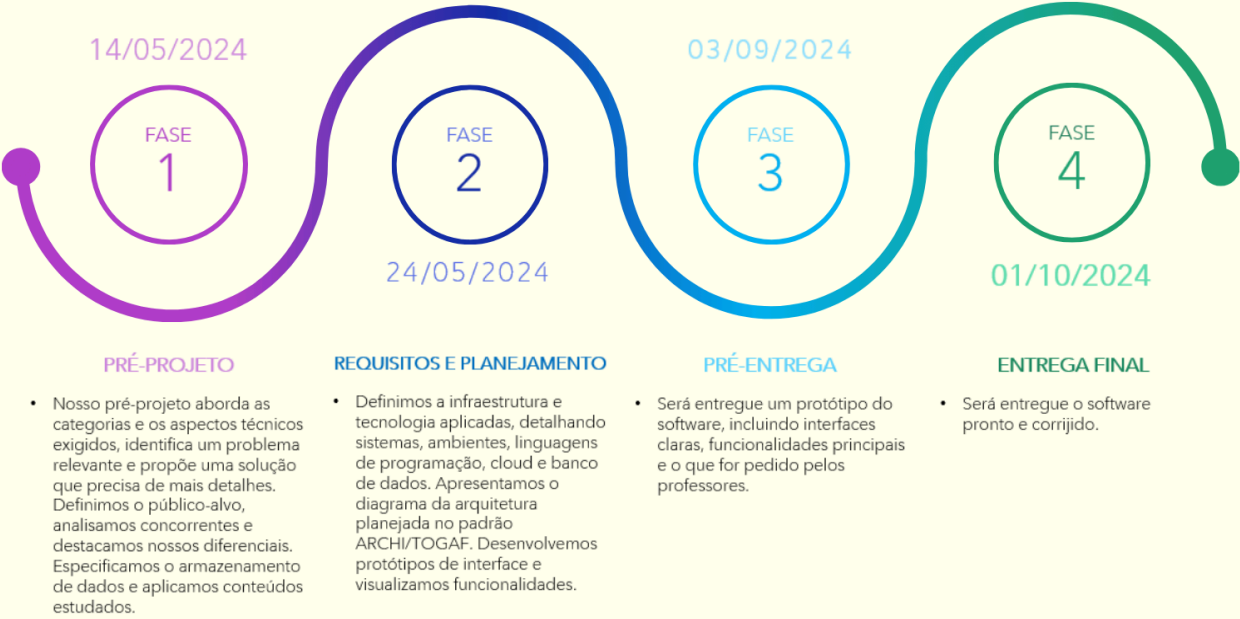 14/05/2024
FASE
1
PRÉ-PROJETO
• Nosso pré-projeto aborda as
categorias e os aspectos técnicos
exigidos, identifica um problema
relevante e propõe uma solução
que precisa de mais detalhes.
Definimos o público-alvo,
analisamos concorrentes e
destacamos nossos diferenciais.
Especificamos o armazenamento
de dados e aplicamos conteúdos
estudados.
FASE
2
24/05/2024
REQUISITOS E PLANEJAMENTO
• Definimos a infraestrutura e
tecnologia aplicadas, detalhando
sistemas, ambientes, linguagens
de programação, cloud e banco
de dados. Apresentamos o
diagrama da arquitetura
planejada no padrão
ARCHI/TOGAF. Desenvolvemos
protótipos de interface e
visualizamos funcionalidades.
03/09/2024
FASE
3
PRÉ-ENTREGA
• Será entregue um protótipo do
software, incluindo interfaces
claras, funcionalidades principais
e o que for pedido pelos
professores.
FASE
4
01/10/2024
ENTREGA FINAL
• Será entregue o software
pronto e corrijido.